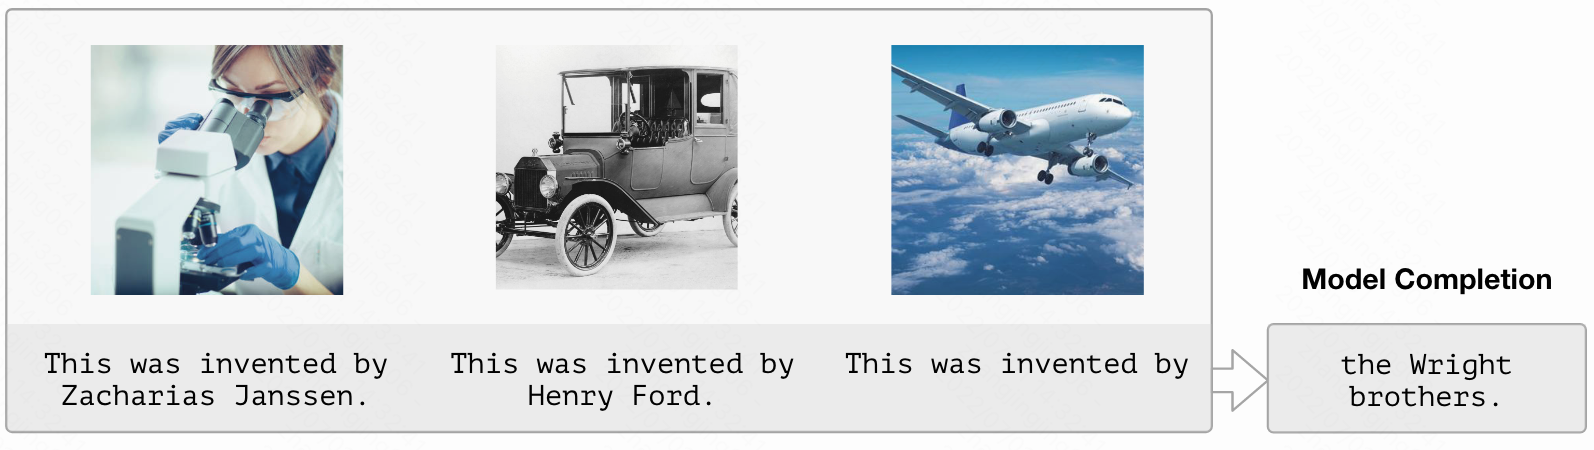 This was invented by
Zacharias Janssen.
This was invented by
Henry Ford.
This was invented by
Model Completion
the Wright
brothers.